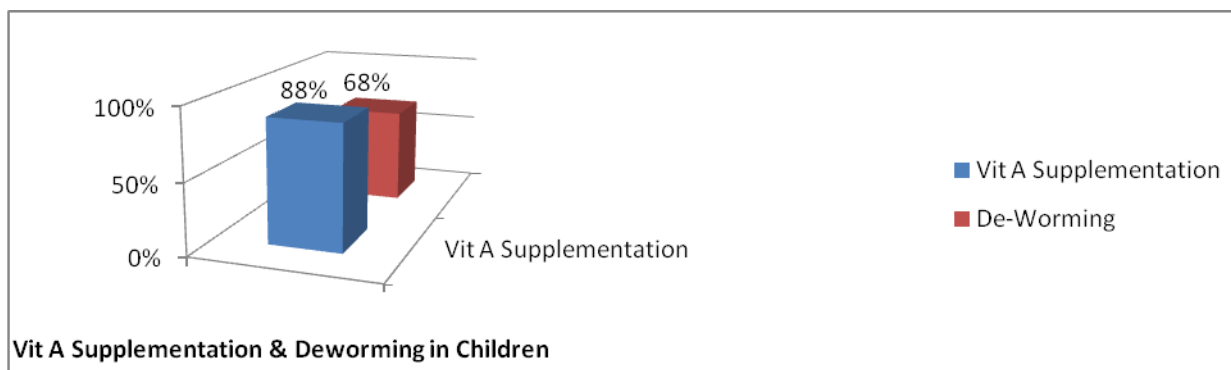 88%
68%
100%
50%
0%
Vit A Supplementation
Vit A Supplementation
De-Worming
Vit A Supplementation & Deworming in Children